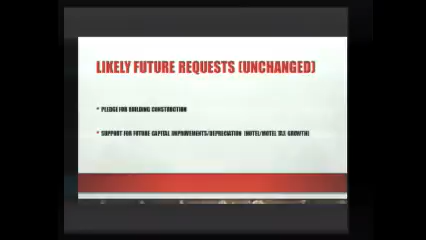 LIKELY FUTURE REQUESTS (UNCHANGED)
• PLEDGE FOR BUILDING CONSTRUCTION
• SUPPORT FOR FUTURE CAPITAL IMPROVEMENTS/DEPRECIATION (HOTEL/MOTEL TAX GROWTH)